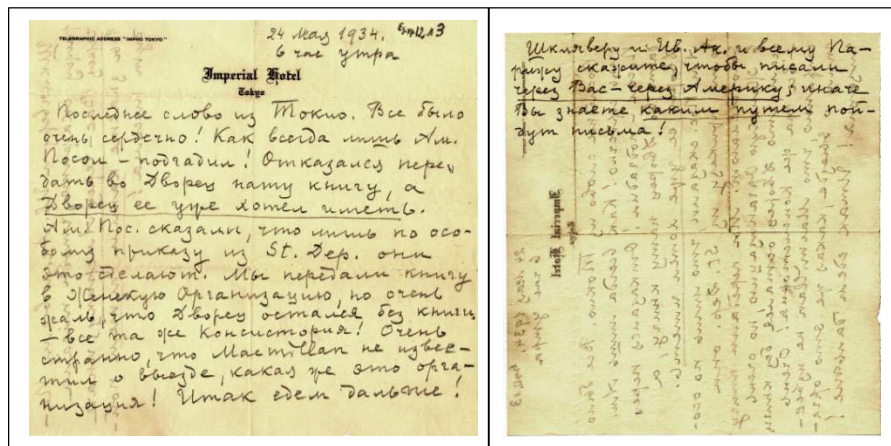 TELEGRAPHIC ADDRESS "IMPHO TOKYO"
24 Мая 1934.
6 час утра
Imperial Hotel
Tokyo
Последнее слово из Токио. Все было
очень сердечно! Как всегда лишь Ам.
Посол – подгадил! Отказался пере-
дать во Дворец нашу книгу, а
Дворец ее уже хотел иметь.
Ам. Пос. сказали, что лишь по осо-
бому приказу из St. Dep. они
это сделают. Мы передали книгу
в Женскую Организацию, но очень
жаль, что Дворец остался без книги
– все та же Консистория! Очень
странно, что Macmillan не извес-
тил о выезде, какая же это орга-
низация! Итак едем дальше!
Шкляверу и Ив. Ак. и всему Па-
рижу скажите, чтобы писали
через Вас – через Америку, иначе
Вы знаете каким путем пой-
дут письма!
Imperial Hotel
Tokyo